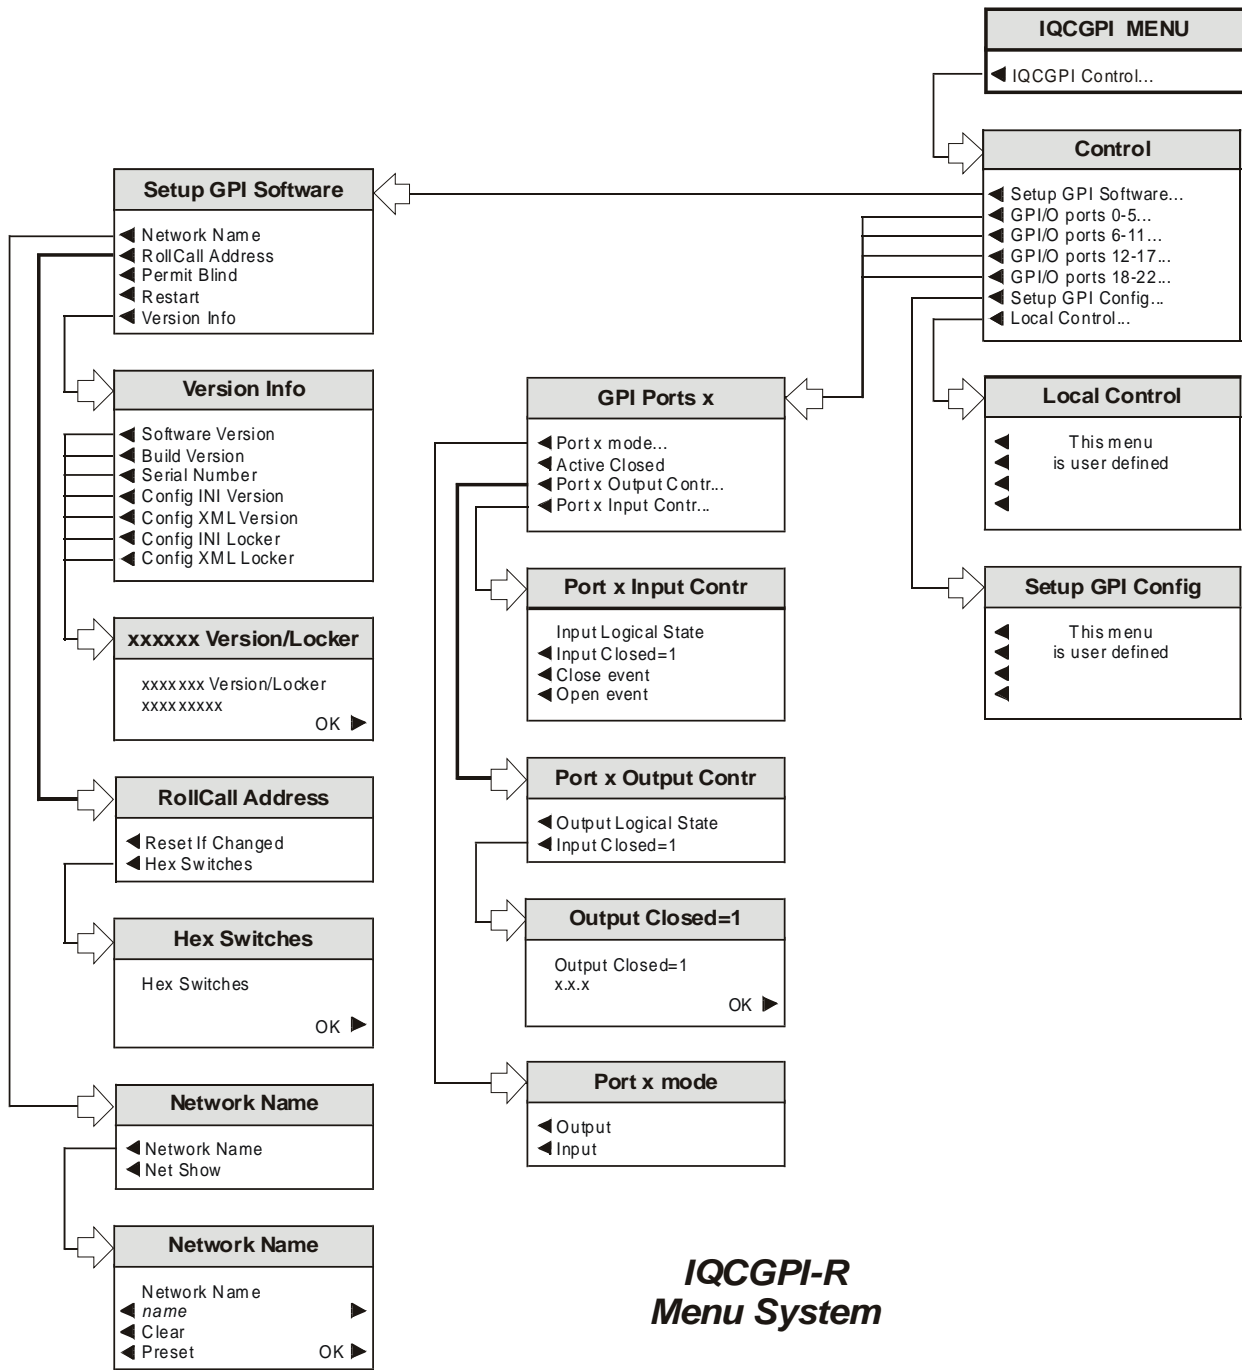 IQCGPI MENU
IQCGPI Control...
Control
Setup GPI Software...
GPI/O ports 0-5...
GPI/O ports 6-11...
GPI/O ports 12-17...
GPI/O ports 18-22...
Setup GPI Config...
Local Control...
Setup GPI Software
Network Name
RollCall Address
Permit Blind
Restart
Version Info
Version Info
Software Version
Build Version
Serial Number
Config INI Version
Config XML Version
Config INI Locker
Config XML Locker
xxxxxx Version/Locker
xxxxxxx Version/Locker
xxxxxxxxx
OK
RollCall Address
Reset If Changed
Hex Switches
Hex Switches
Hex Switches
OK
Network Name
Network Name
Net Show
Network Name
Network Name
name
Clear
Preset OK
GPI Ports x
Port x mode...
Active Closed
Port x Output Contr...
Port x Input Contr...
Port x Input Contr
Input Logical State
Input Closed=1
Close event
Open event
Port x Output Contr
Output Logical State
Input Closed=1
Output Closed=1
Output Closed=1
x.x.x
OK
Port x mode
Output
Input
Local Control
This menu
is user defined
Setup GPI Config
This menu
is user defined
IQCGPI-R
Menu System